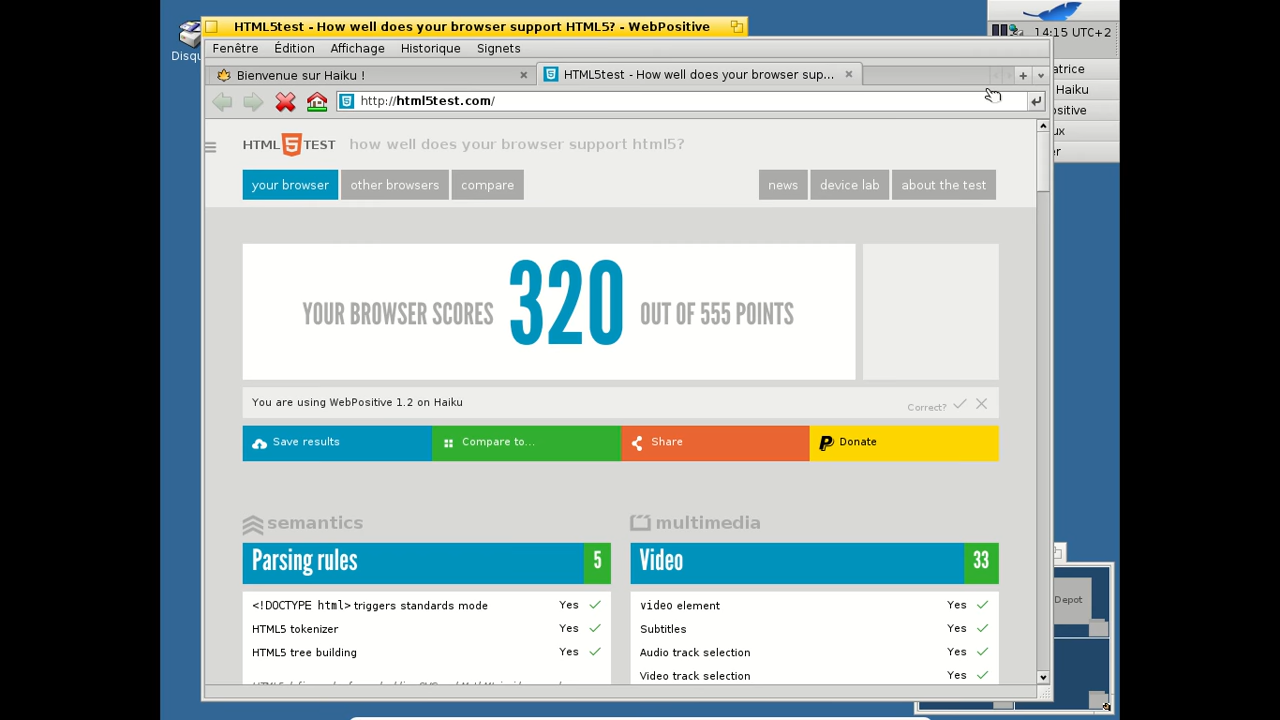 HTML5test - How well does your browser support HTML5? - WebPositive
14:15 UTC+2
Disqu
Fenêtre Édition Affichage Historique Signets
Bienvenue sur Haiku !
HTML5test - How well does your browser sup...
atrice
Haiku
ositive
ux
er
http://html5test.com/
HTML 5 TEST how well does your browser support html5?
your browser other browsers compare news device lab about the test
YOUR BROWSER SCORES 320 OUT OF 555 POINTS
You are using WebPositive 1.2 on Haiku Correct?
Save results Compare to... Share Donate
semantics
Parsing rules 5
<!DOCTYPE html> triggers standards mode Yes
HTML5 tokenizer Yes
HTML5 tree building Yes
multimedia
Video 33
video element Yes
Subtitles Yes
Audio track selection Yes
Video track selection Yes
Depot